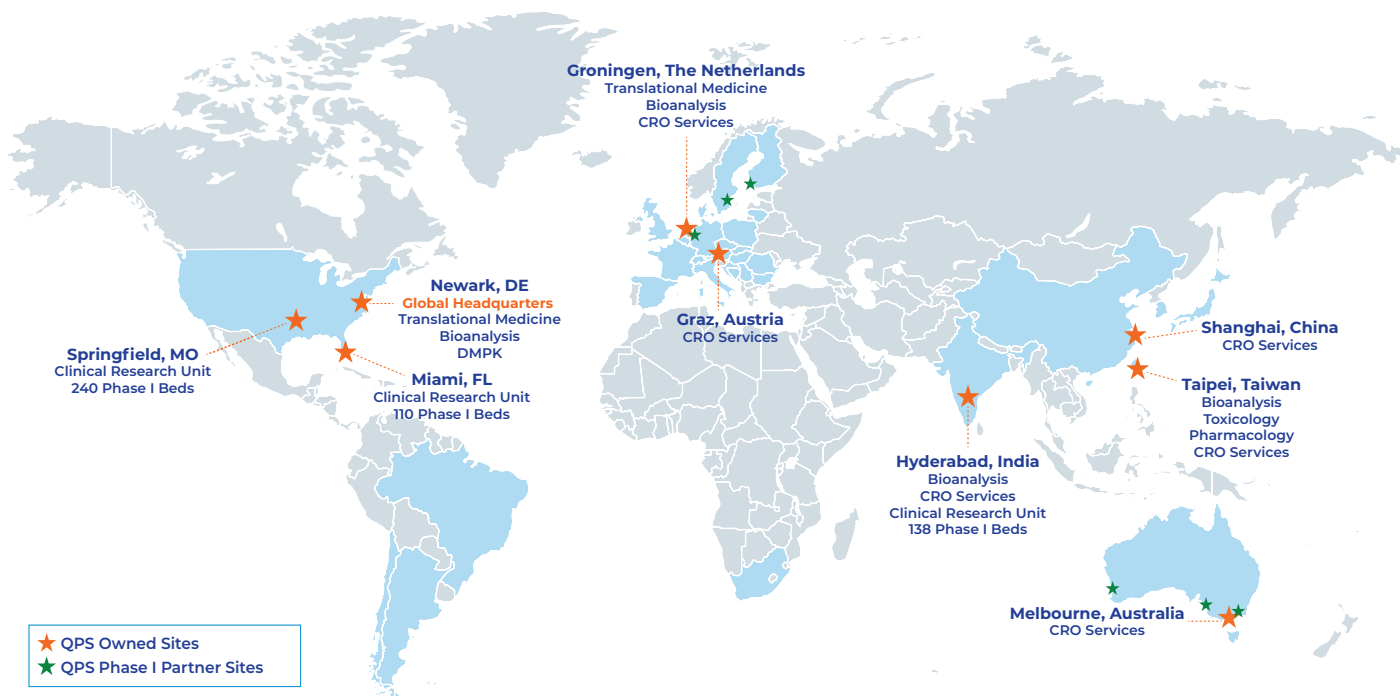 Groningen, The Netherlands
Translational Medicine
Bioanalysis
CRO Services
Newark, DE
Global Headquarters
Translational Medicine
Bioanalysis
DMPK
Springfield, MO
Clinical Research Unit
240 Phase I Beds
Miami, FL
Clinical Research Unit
110 Phase I Beds
Graz, Austria
CRO Services
Shanghai, China
CRO Services
Taipei, Taiwan
Bioanalysis
Toxicology
Pharmacology
CRO Services
Hyderabad, India
Bioanalysis
CRO Services
Clinical Research Unit
138 Phase I Beds
Melbourne, Australia
CRO Services
QPS Owned Sites
QPS Phase I Partner Sites